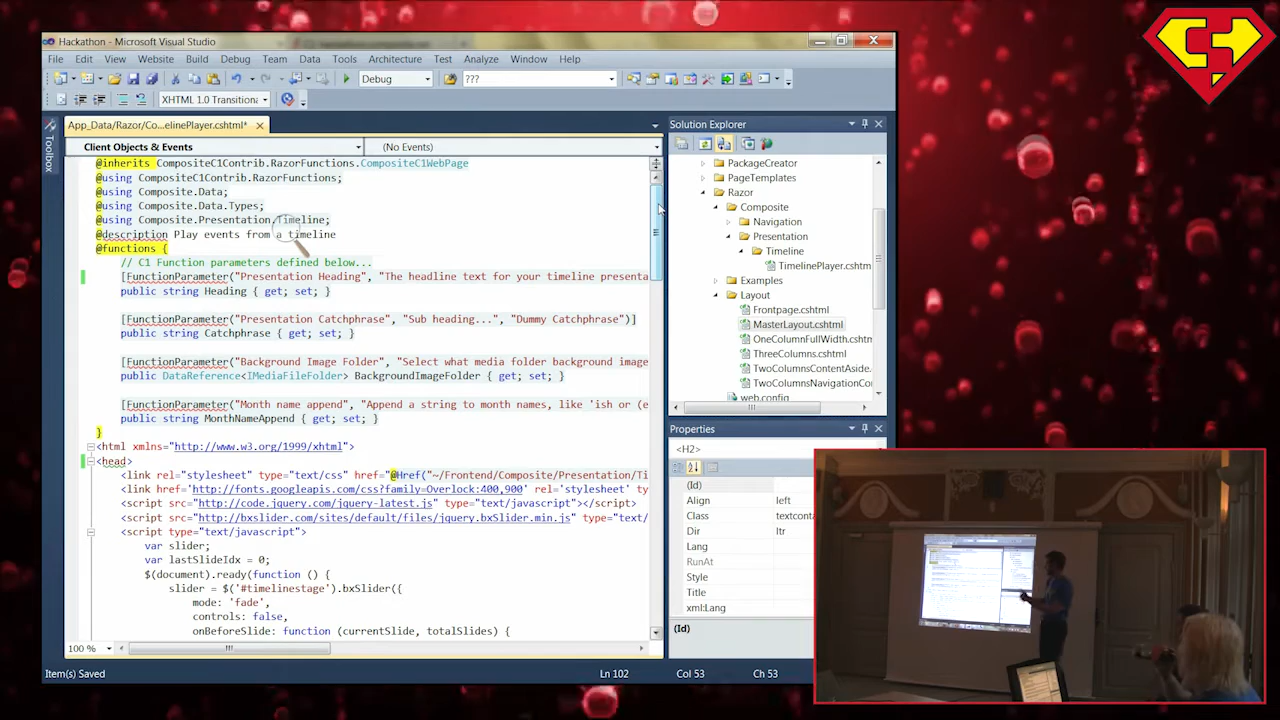 Hackathon - Microsoft Visual Studio
File Edit View Website Build Debug Team Data Tools Architecture Test Analyze Window Help
Debug ???
XHTML 1.0 Transitiona
App_Data/Razor/Co...elinePlayer.cshtml*
Toolbox
Client Objects & Events (No Events)
@inherits CompositeC1Contrib.RazorFunctions.CompositeC1WebPage
@using CompositeC1Contrib.RazorFunctions;
@using Composite.Data;
@using Composite.Data.Types;
@using Composite.Presentation.Timeline;
@description Play events from a timeline
@functions {
// C1 Function parameters defined below...
[FunctionParameter("Presentation Heading", "The headline text for your timeline presenta
public string Heading { get; set; }
[FunctionParameter("Presentation Catchphrase", "Sub heading...", "Dummy Catchphrase")]
public string Catchphrase { get; set; }
[FunctionParameter("Background Image Folder", "Select what media folder background image
public DataReference<IMediaFileFolder> BackgroundImageFolder { get; set; }
[FunctionParameter("Month name append", "Append a string to month names, like 'ish or (e
public string MonthNameAppend { get; set; }
}
<html xmlns="http://www.w3.org/1999/xhtml">
<head>
<link rel="stylesheet" type="text/css" href="@Href("~/Frontend/Composite/Presentation/Ti
<link href='http://fonts.googleapis.com/css?family=Overlock:400,900' rel='stylesheet'
<script src="http://code.jquery.com/jquery-latest.js" type="text/javascript"></script>
<script src="http://bxslider.com/sites/default/files/jquery.bxSlider.min.js" type="text/
<script type="text/javascript">
var slider;
var lastSlideFix = 0;
$(document).ready(function () {
slider = $("#timelinestage").bxSlider({
mode: 'fade',
controls: false,
onBeforeSlide: function (currentSlide, totalSlides) {
100 %
Solution Explorer
PackageCreator
PageTemplates
Razor
Composite
Navigation
Presentation
Timeline
TimelinePlayer.cshtm
Examples
Layout
Frontpage.cshtml
MasterLayout.cshtml
OneColumnFullWidth.cshtm
ThreeColumns.cshtml
TwoColumnsContentAside.
TwoColumnsNavigationCo
web.config
Properties
<H2>
(Id)
Align left
Class textconta
Dir ltr
Lang
RunAt
Style
Title
xml:Lang
(Id)
Item(s) Saved Ln 102 Col 53 Ch 53